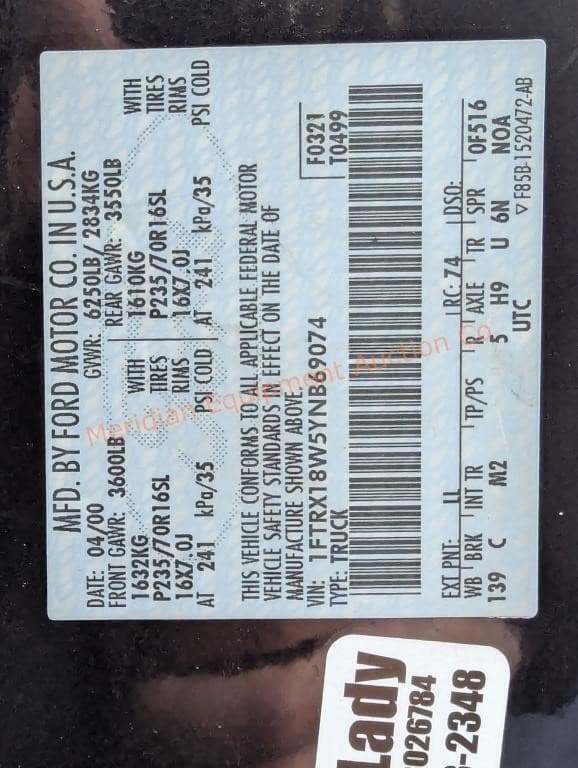 MFD. BY FORD MOTOR CO. IN U.S.A.
DATE: 04/00 GVWR: 6250LB/ 2834KG
FRONT GAWR: 3600LB REAR GAWR: 3550LB
1632KG WITH 1610KG WITH
P235/70R16SL TIRES P235/70R16SL TIRES
16X7.0J RIMS 16X7.0J RIMS
AT 241 kPa/35 PSI COLD AT 241 kPa/35 PSI COLD
THIS VEHICLE CONFORMS TO ALL APPLICABLE FEDERAL MOTOR
VEHICLE SAFETY STANDARDS IN EFFECT ON THE DATE OF
MANUFACTURE SHOWN ABOVE.
F0321
T0499
VIN: 1FTRX18W5YNB69074
TYPE: TRUCK
EXT PNT: LL RC: 74 DSO:
WB BRK INT TR TP/PS R AXLE TR SPR 0F516
139 C M2 5 H9 U 6N NOA
UTC
▽ F85B-1520472-AB
Meridian Equipment Auction Co.
Lady
026784
-2348